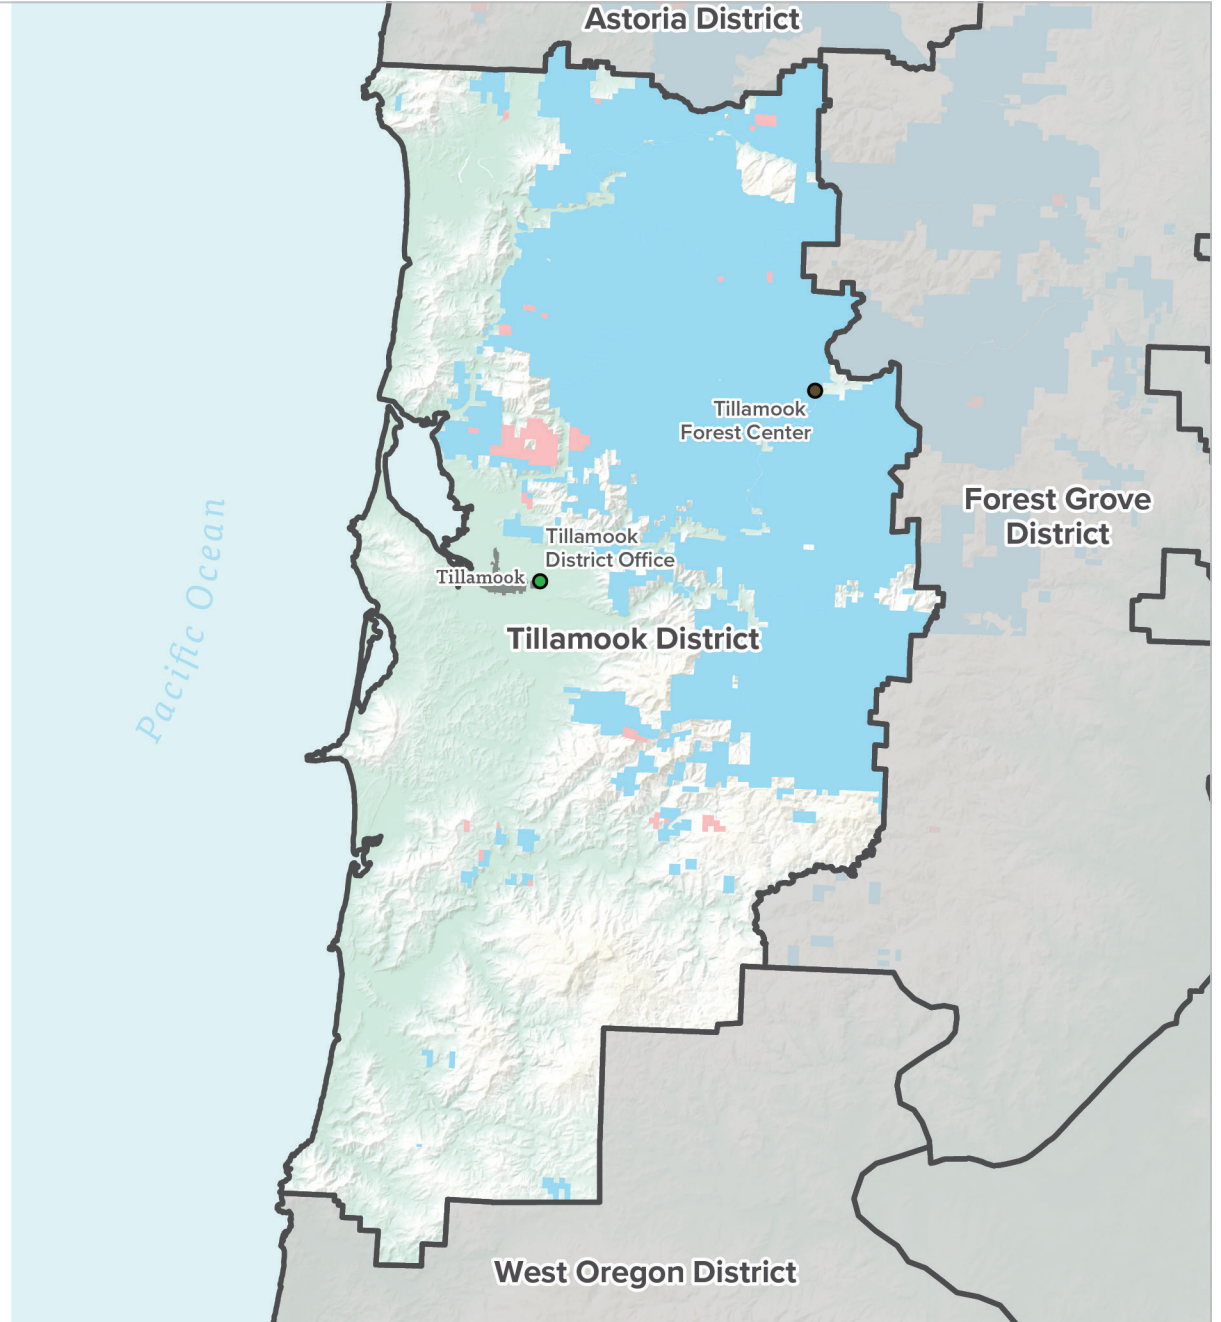 Astoria District
Tillamook
Forest Center
Forest Grove
District
Pacific Ocean
Tillamook
District Office
Tillamook
Tillamook District
West Oregon District